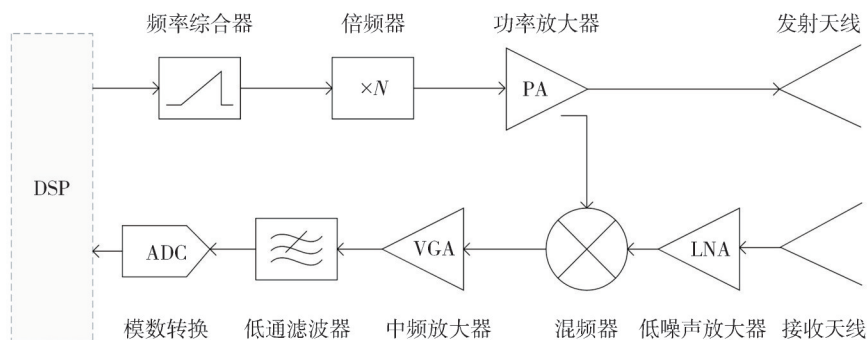 频率综合器 倍频器 功率放大器 发射天线
×N PA
DSP
ADC VGA LNA
模数转换 低通滤波器 中频放大器 混频器 低噪声放大器 接收天线